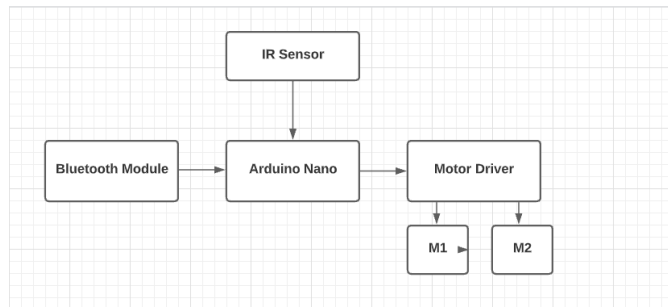 IR Sensor
Bluetooth Module
Arduino Nano
Motor Driver
M1
M2